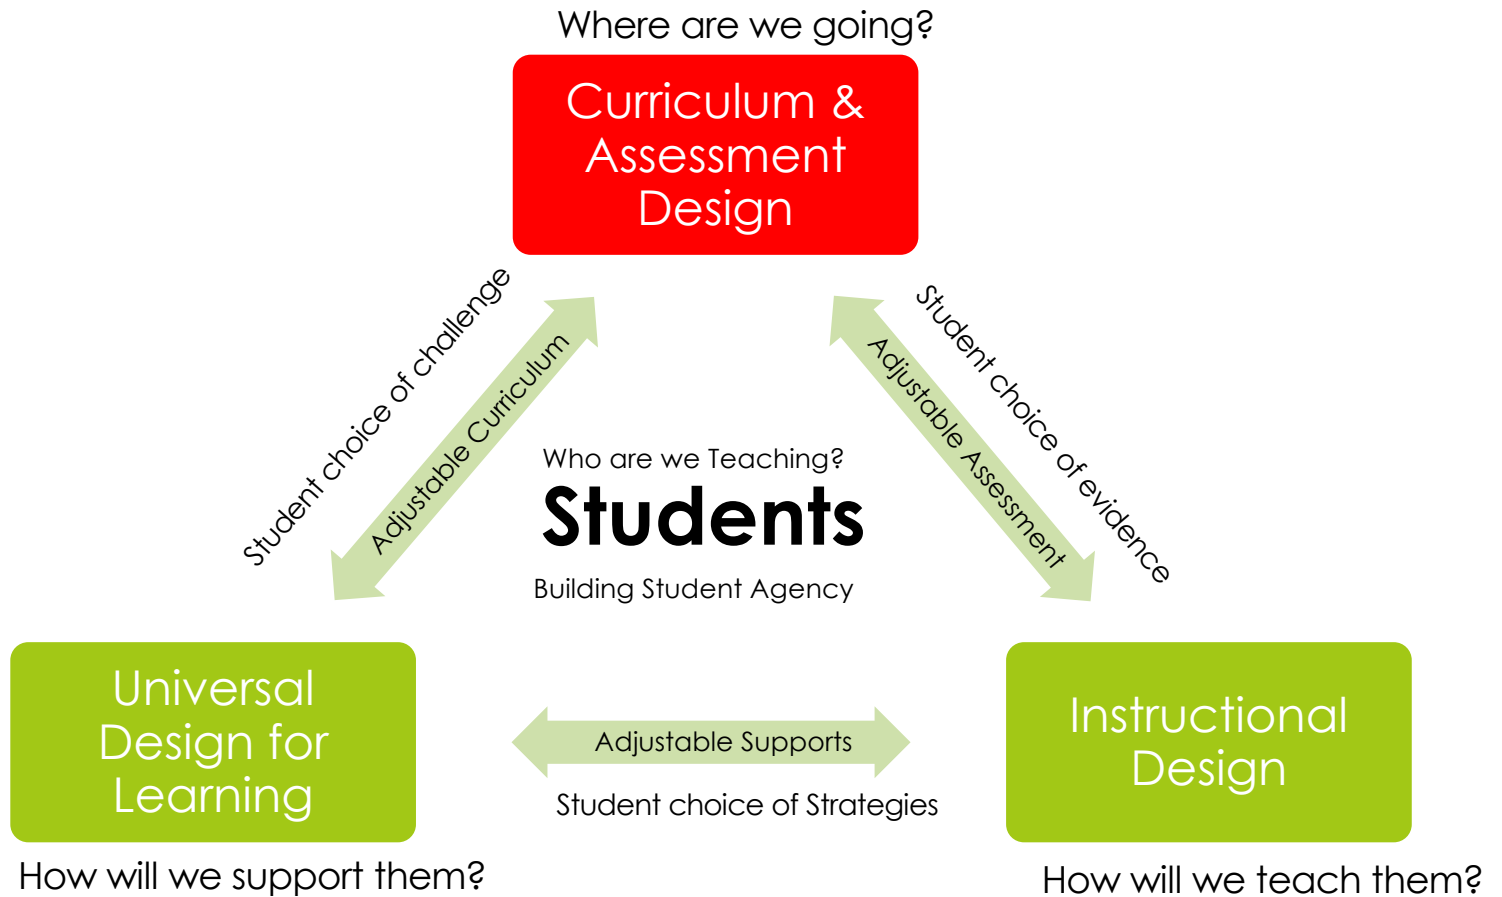 Where are we going?
Curriculum &
Assessment
Design
Student choice of challenge
Adjustable Curriculum
Adjustable Assessment
Student choice of evidence
Who are we Teaching?
Students
Building Student Agency
Universal
Design for
Learning
Adjustable Supports
Student choice of Strategies
Instructional
Design
How will we support them?
How will we teach them?